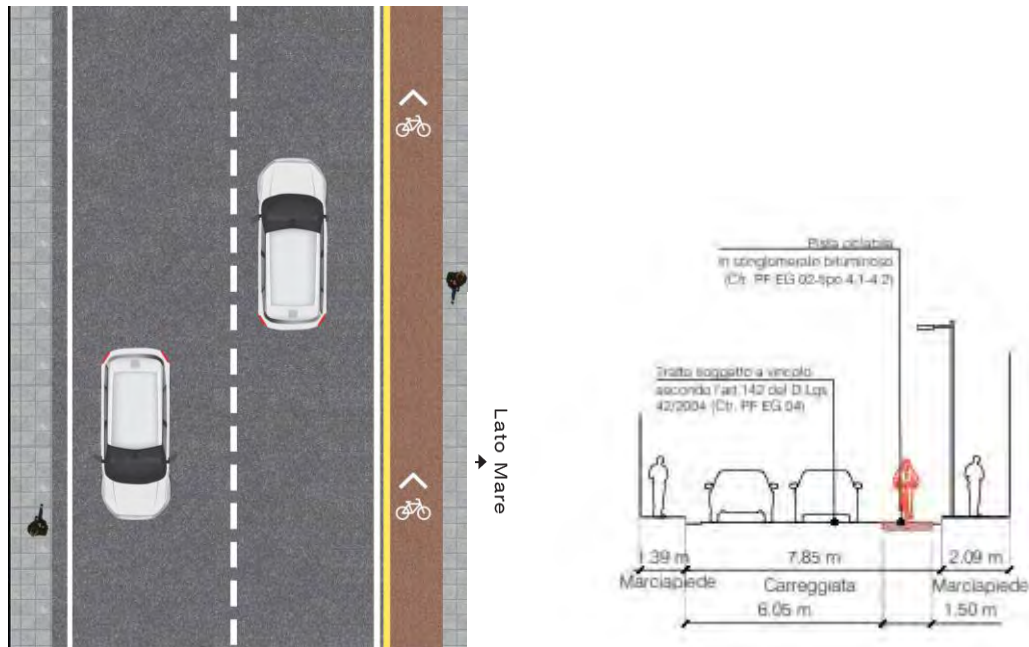 Lato Mare
Pista ciclabile
in conglomerato bituminoso
(Cfr. PF EG 02-tipo 4.1-4.2)
Tratto soggetto a vincolo
secondo l'art.142 del D.Lgs
42/2004 (Cfr. PF EG 04)
1.39 m 7.85 m 2.09 m
Marciapiede Carreggiata Marciapiede
6.05 m 1.50 m